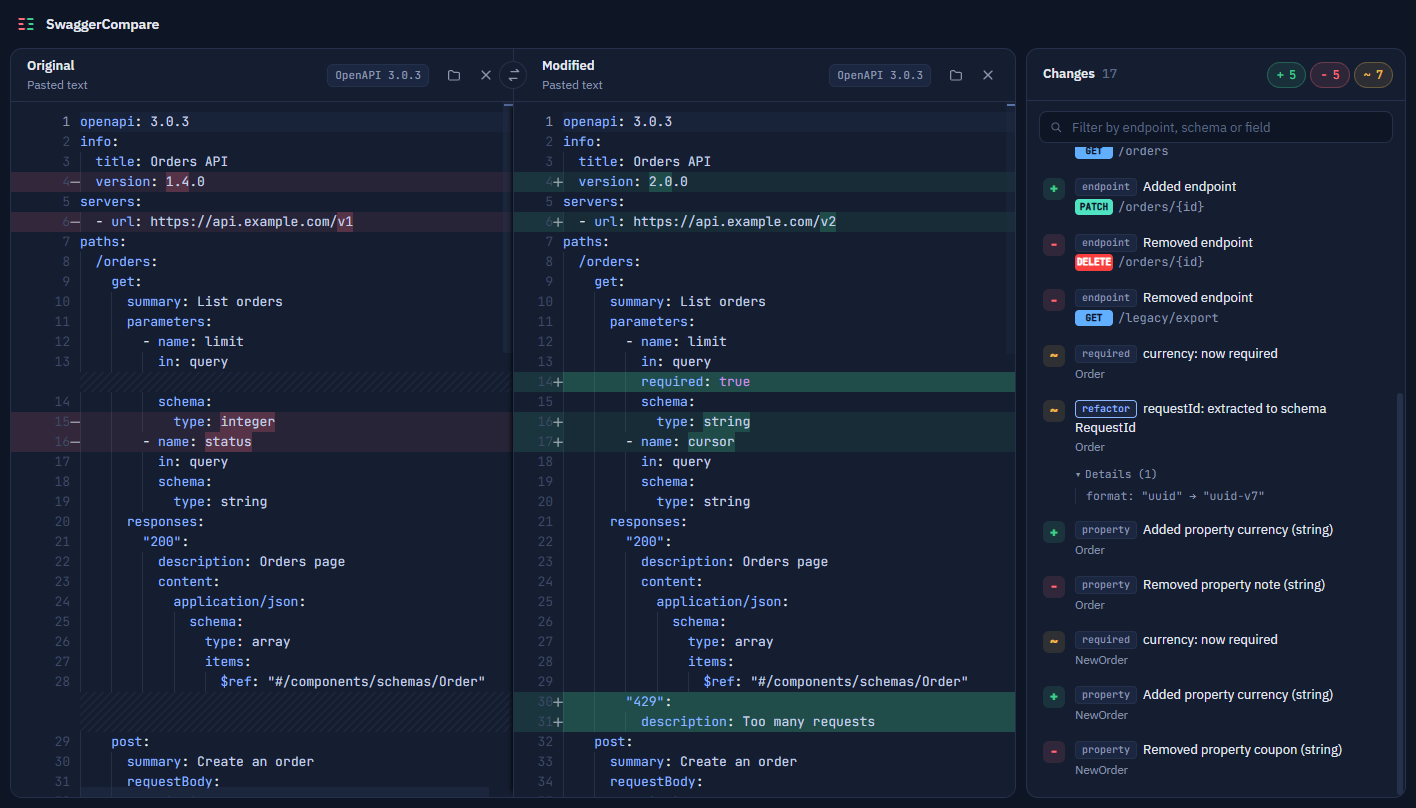 SwaggerCompare
Original
Pasted text
OpenAPI 3.0.3
1 openapi: 3.0.3
2 info:
3 title: Orders API
4— version: 1.4.0
5 servers:
6— - url: https://api.example.com/v1
7 paths:
8 /orders:
9 get:
10 summary: List orders
11 parameters:
12 - name: limit
13 in: query
14 schema:
15— type: integer
16— - name: status
17 in: query
18 schema:
19 type: string
20 responses:
21 "200":
22 description: Orders page
23 content:
24 application/json:
25 schema:
26 type: array
27 items:
28 $ref: "#/components/schemas/Order"
29 post:
30 summary: Create an order
31 requestBody:
Modified
Pasted text
OpenAPI 3.0.3
1 openapi: 3.0.3
2 info:
3 title: Orders API
4+ version: 2.0.0
5 servers:
6+ - url: https://api.example.com/v2
7 paths:
8 /orders:
9 get:
10 summary: List orders
11 parameters:
12 - name: limit
13 in: query
14+ required: true
15 schema:
16+ type: string
17+ - name: cursor
18 in: query
19 schema:
20 type: string
21 responses:
22 "200":
23 description: Orders page
24 content:
25 application/json:
26 schema:
27 type: array
28 items:
29 $ref: "#/components/schemas/Order"
30+ "429":
31+ description: Too many requests
32 post:
33 summary: Create an order
34 requestBody:
Changes 17
+ 5 - 5 ~ 7
Filter by endpoint, schema or field
GET /orders
+ endpoint Added endpoint
PATCH /orders/{id}
- endpoint Removed endpoint
DELETE /orders/{id}
- endpoint Removed endpoint
GET /legacy/export
~ required currency: now required
Order
~ refactor requestId: extracted to schema
RequestId
Order
▾ Details (1)
format: "uuid" → "uuid-v7"
+ property Added property currency (string)
Order
- property Removed property note (string)
Order
~ required currency: now required
NewOrder
+ property Added property currency (string)
NewOrder
- property Removed property coupon (string)
NewOrder